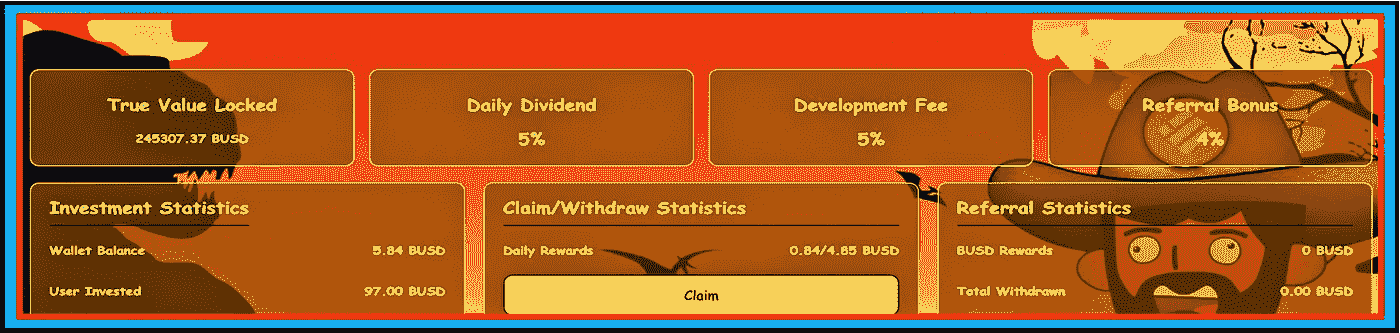 True Value Locked
245307.37 BUSD
Daily Dividend
5%
Development Fee
5%
Referral Bonus
4%
Investment Statistics
Wallet Balance 5.84 BUSD
User Invested 97.00 BUSD
Claim/Withdraw Statistics
Daily Rewards 0.84/4.85 BUSD
Claim
Referral Statistics
BUSD Rewards 0 BUSD
Total Withdrawn 0.00 BUSD